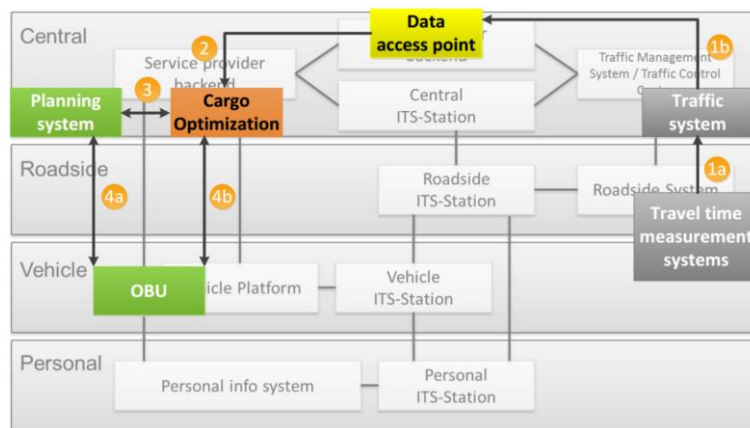 Central
Data
access point
backend
2
1b
Service provider
backend
Traffic Management
System / Traffic Control
3
Planning
system
Cargo
Optimization
Central
ITS-Station
Traffic
system
Roadside
4a
4b
Roadside
ITS-Station
Roadside System
1a
Travel time
measurement
systems
Vehicle
OBU
Platform
Vehicle
ITS-Station
Personal
Personal info system
Personal
ITS-Station